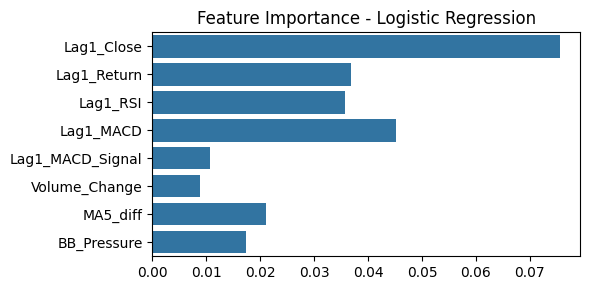 Feature Importance - Logistic Regression
Lag1_Close
Lag1_Return
Lag1_RSI
Lag1_MACD
Lag1_MACD_Signal
Volume_Change
MA5_diff
BB_Pressure
0.00 0.01 0.02 0.03 0.04 0.05 0.06 0.07